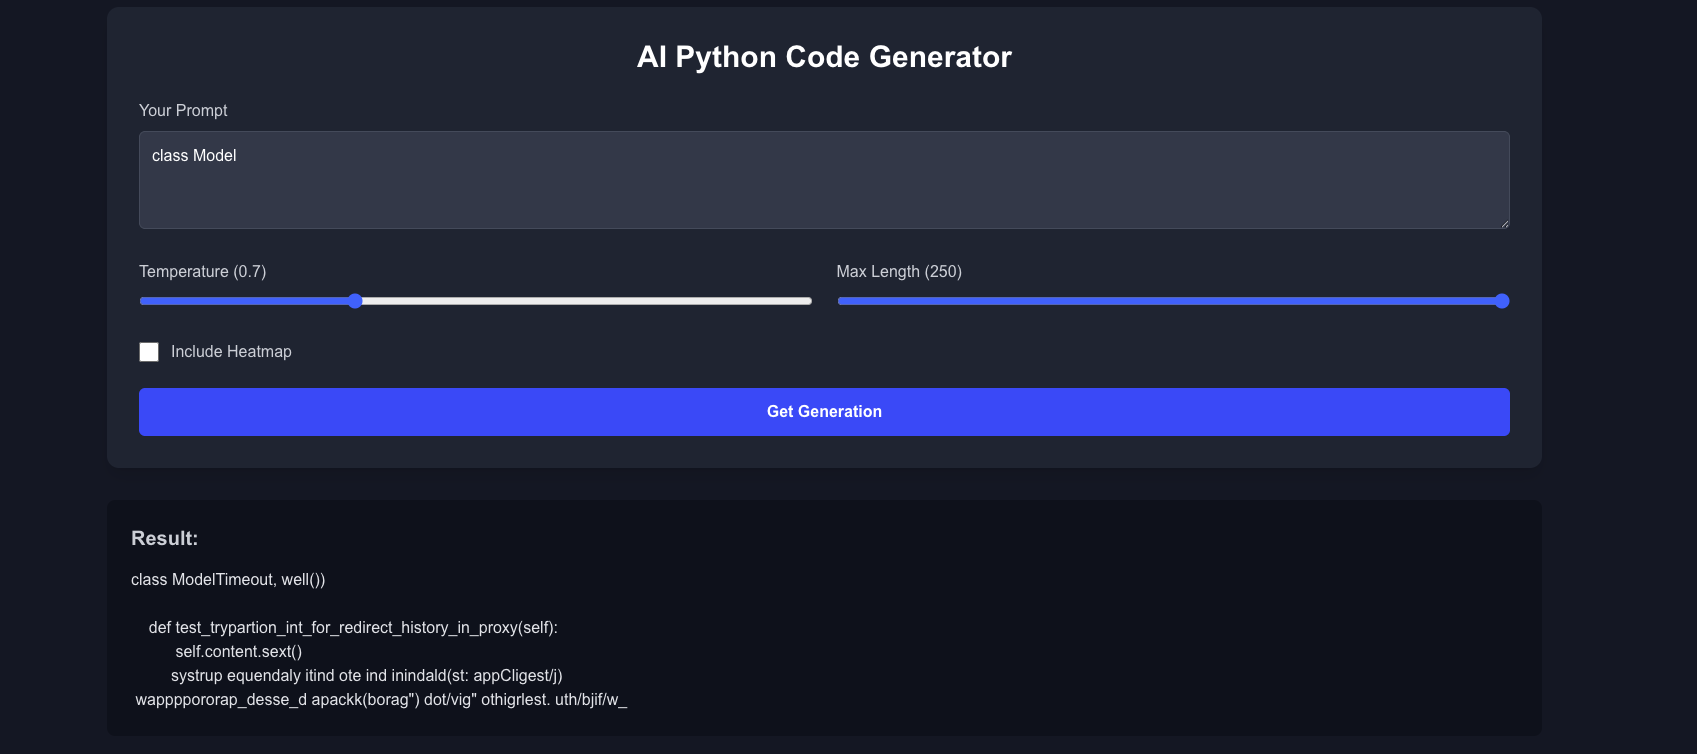 AI Python Code Generator
Your Prompt
class Model
Temperature (0.7)
Max Length (250)
Include Heatmap
Get Generation
Result:
class ModelTimeout, well())
def test_trypartion_int_for_redirect_history_in_proxy(self):
self.content.sext()
systrup equendaly itind ote ind inindald(st: appCligest/j)
wappppororap_desse_d apackk(borag") dot/vig" othigrlest. uth/bjif/w_